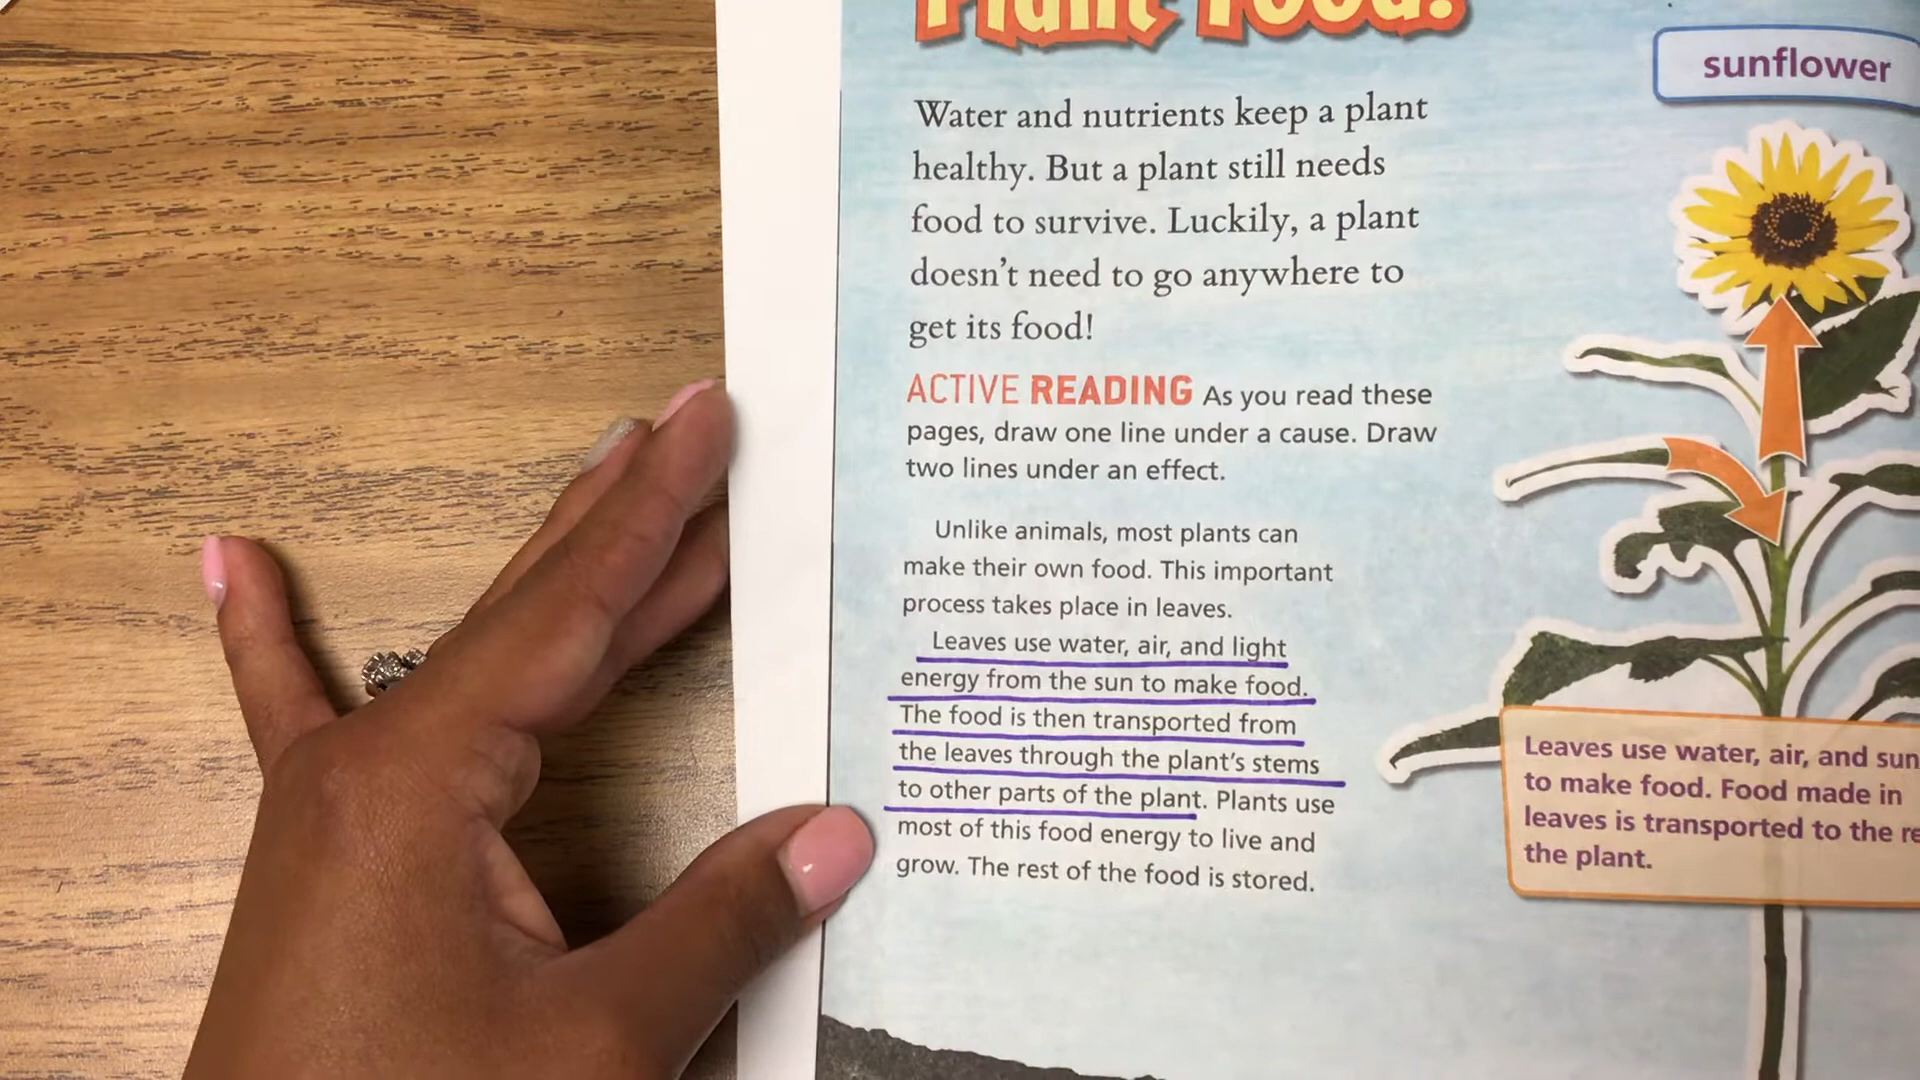 Plant Food!
sunflower
Water and nutrients keep a plant
healthy. But a plant still needs
food to survive. Luckily, a plant
doesn't need to go anywhere to
get its food!
ACTIVE READING As you read these
pages, draw one line under a cause. Draw
two lines under an effect.
Unlike animals, most plants can
make their own food. This important
process takes place in leaves.
Leaves use water, air, and light
energy from the sun to make food.
The food is then transported from
the leaves through the plant's stems
to other parts of the plant. Plants use
most of this food energy to live and
grow. The rest of the food is stored.
Leaves use water, air, and sun
to make food. Food made in
leaves is transported to the
the plant.